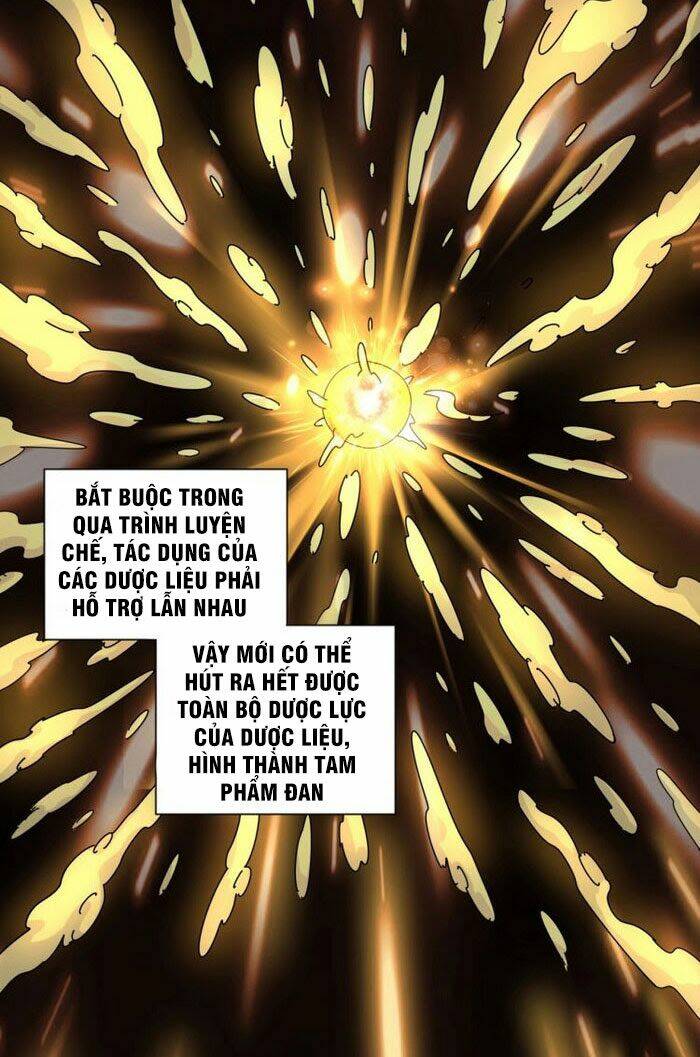 BẮT BUỘC TRONG
QUA TRÌNH LUYỆN
CHẾ, TÁC DỤNG CỦA
CÁC DƯỢC LIỆU PHẢI
HỖ TRỢ LẪN NHAU
VẬY MỚI CÓ THỂ
HÚT RA HẾT ĐƯỢC
TOÀN BỘ DƯỢC LỰC
CỦA DƯỢC LIỆU,
HÌNH THÀNH TAM
PHẨM ĐAN